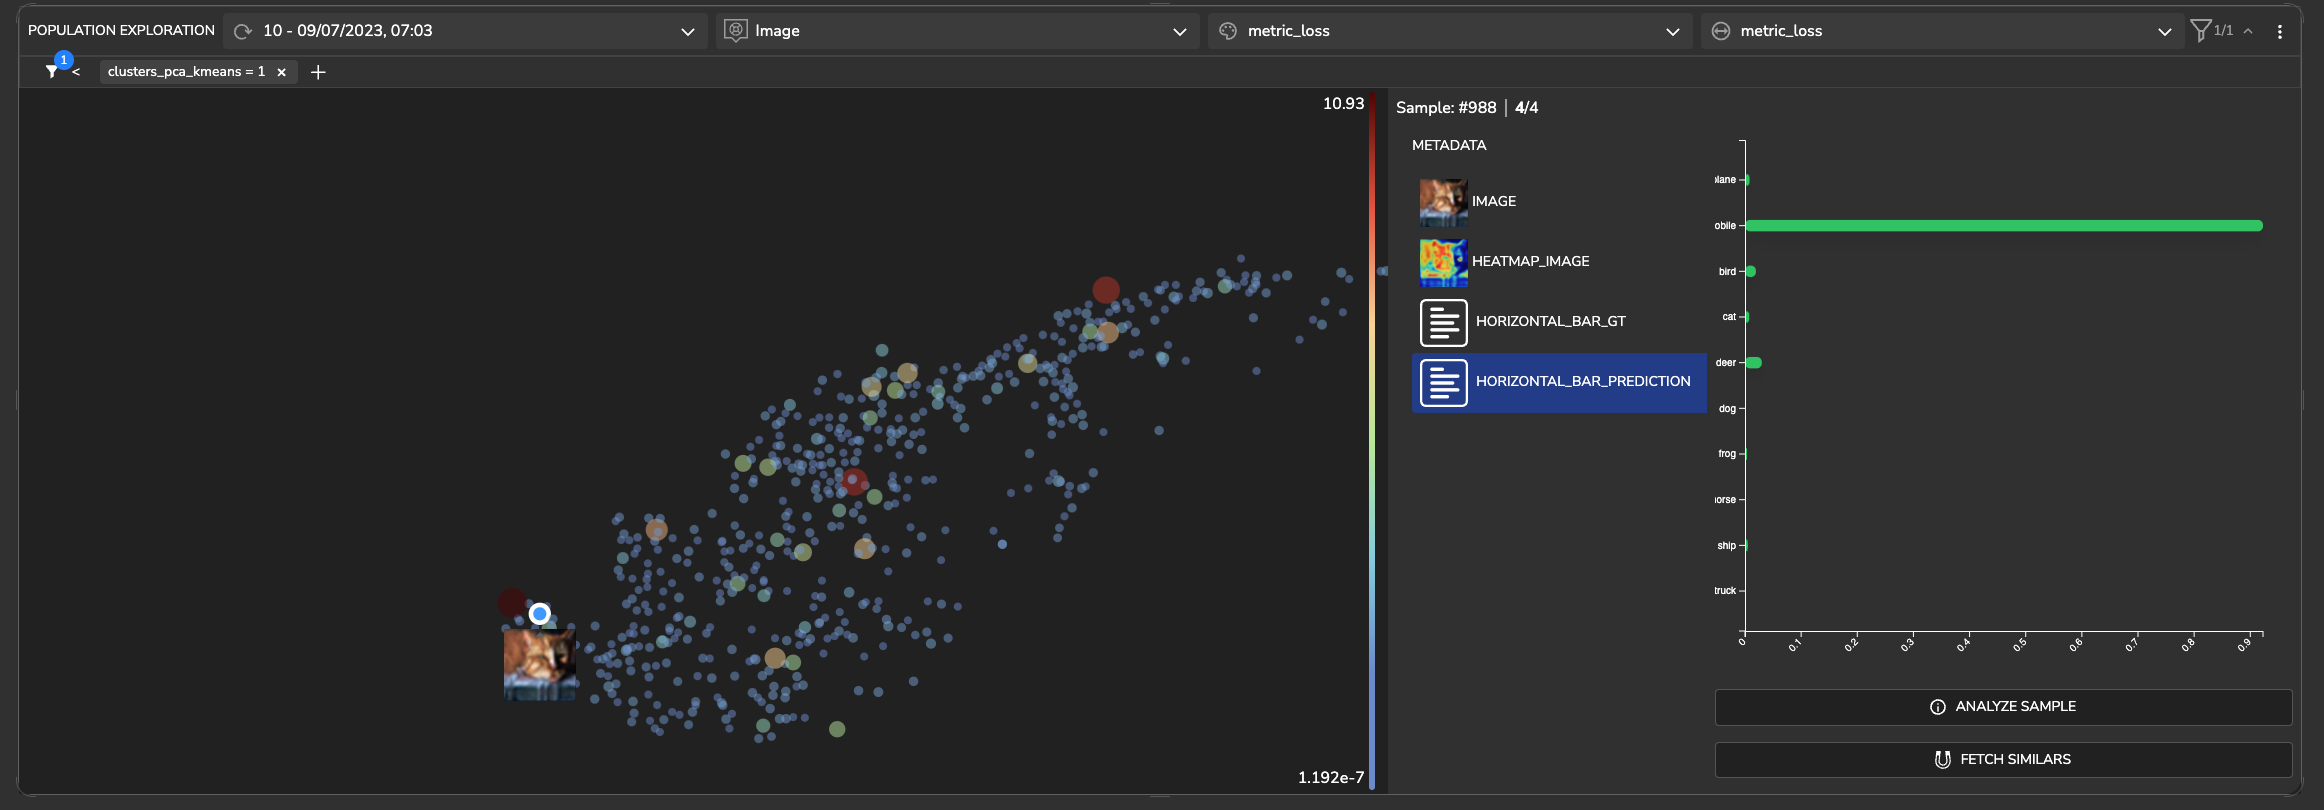 POPULATION EXPLORATION
10 - 09/07/2023, 07:03
Image
metric_loss
metric_loss
1/1
1
<
clusters_pca_kmeans = 1 × +
10.93
1.192e-7
Sample: #988 | 4/4
METADATA
IMAGE
HEATMAP_IMAGE
HORIZONTAL_BAR_GT
HORIZONTAL_BAR_PREDICTION
plane
obile
bird
cat
deer
dog
frog
orse
ship
truck
0 0.1 0.2 0.3 0.4 0.5 0.6 0.7 0.8 0.9
ANALYZE SAMPLE
FETCH SIMILARS